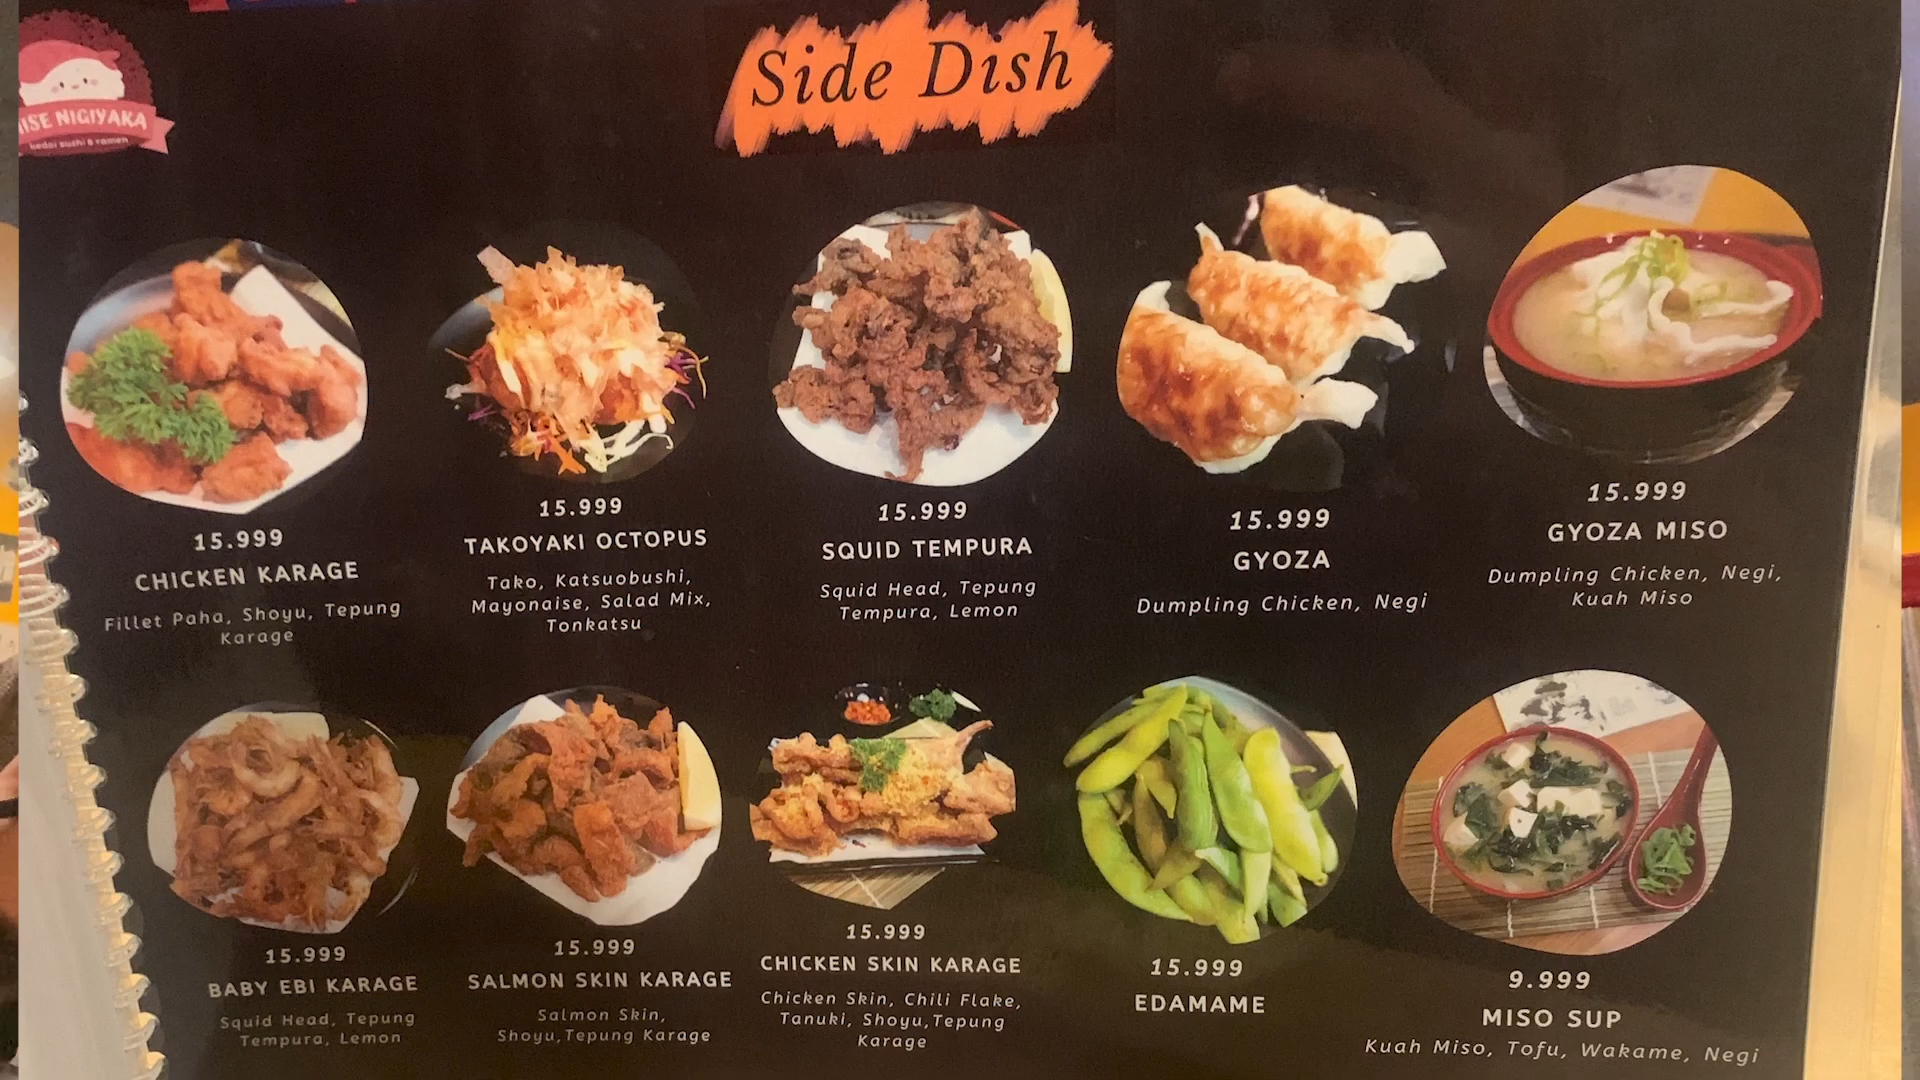 Side Dish
NIGIYAKA
kedai sushi & ramen
15.999
CHICKEN KARAGE
Fillet Paha, Shoyu, Tepung
Karage
15.999
TAKOYAKI OCTOPUS
Tako, Katsuobushi,
Mayonaise, Salad Mix,
Tonkatsu
15.999
SQUID TEMPURA
Squid Head, Tepung
Tempura, Lemon
15.999
GYOZA
Dumpling Chicken, Negi
15.999
GYOZA MISO
Dumpling Chicken, Negi,
Kuah Miso
15.999
BABY EBI KARAGE
Squid Head, Tepung
Tempura, Lemon
15.999
SALMON SKIN KARAGE
Salmon Skin,
Shoyu,Tepung Karage
15.999
CHICKEN SKIN KARAGE
Chicken Skin, Chili Flake,
Tanuki, Shoyu,Tepung
Karage
15.999
EDAMAME
9.999
MISO SUP
Kuah Miso, Tofu, Wakame, Negi